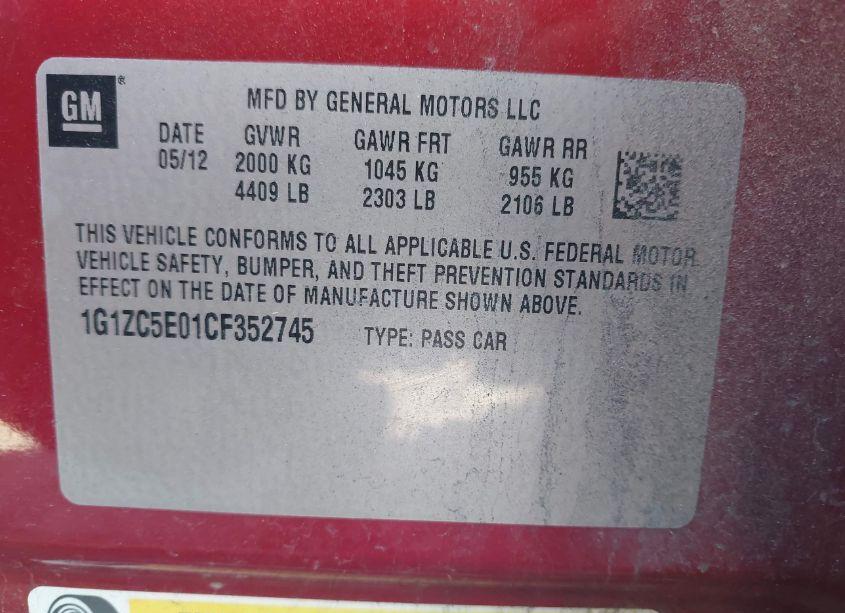 GM ®
MFD BY GENERAL MOTORS LLC
DATE GVWR GAWR FRT GAWR RR
05/12 2000 KG 1045 KG 955 KG
4409 LB 2303 LB 2106 LB
THIS VEHICLE CONFORMS TO ALL APPLICABLE U.S. FEDERAL MOTOR
VEHICLE SAFETY, BUMPER, AND THEFT PREVENTION STANDARDS IN
EFFECT ON THE DATE OF MANUFACTURE SHOWN ABOVE.
1G1ZC5E01CF352745 TYPE: PASS CAR